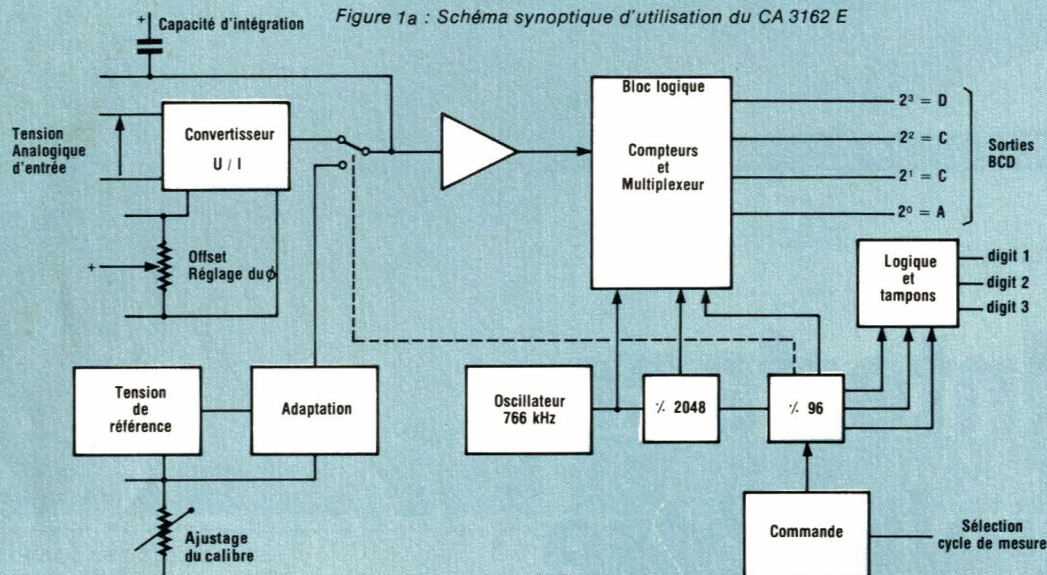 Figure 1a : Schéma synoptique d'utilisation du CA 3162 E
+
Capacité d'intégration
Tension
Analogique
d'entrée
Convertisseur
U / I
+
Offset
Réglage du ϕ
Tension
de
référence
Adaptation
Ajustage
du calibre
Bloc logique
Compteurs
et
Multiplexeur
2³ = D
2² = C
2¹ = C
2⁰ = A
Sorties
BCD
Logique
et
tampons
digit 1
digit 2
digit 3
Oscillateur
766 kHz
٪ 2048
٪ 96
Commande
Sélection
cycle de mesure